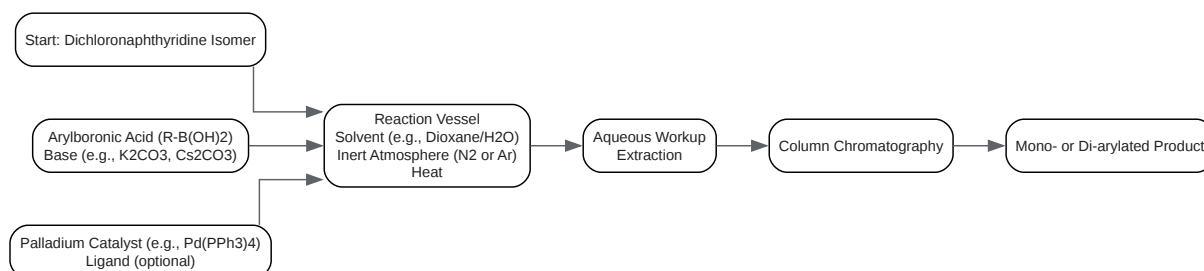 Start: Dichloronaphthyridine Isomer
Arylboronic Acid (R-B(OH)2)
Base (e.g., K2CO3, Cs2CO3)
Palladium Catalyst (e.g., Pd(PPh3)4)
Ligand (optional)
Reaction Vessel
Solvent (e.g., Dioxane/H2O)
Inert Atmosphere (N2 or Ar)
Heat
Aqueous Workup
Extraction
Column Chromatography
Mono- or Di-arylated Product